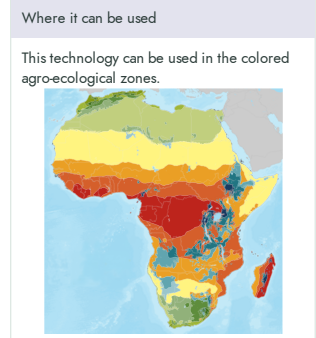 Where it can be used
This technology can be used in the colored
agro-ecological zones.